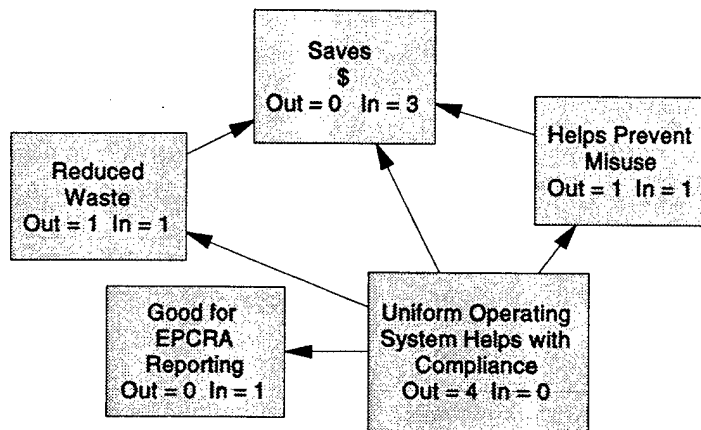 Saves
$
Out = 0 In = 3
Reduced
Waste
Out = 1 In = 1
Helps Prevent
Misuse
Out = 1 In = 1
Good for
EPCRA
Reporting
Out = 0 In = 1
Uniform Operating
System Helps with
Compliance
Out = 4 In = 0